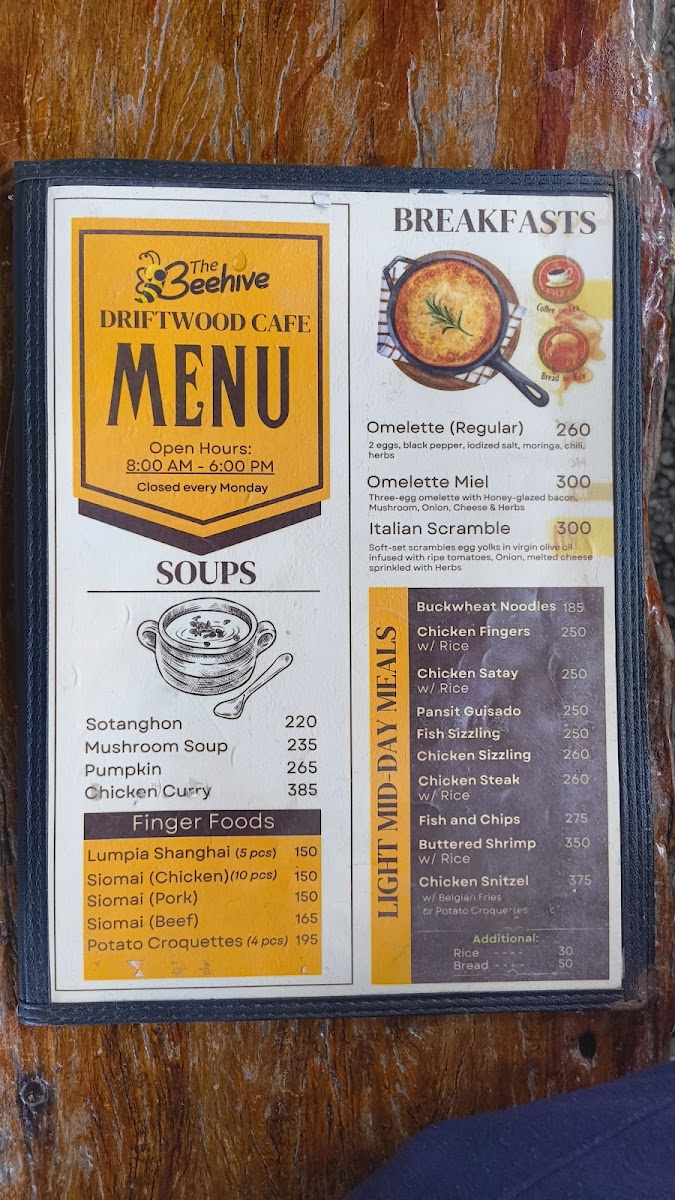 The
Beehive
DRIFTWOOD CAFE
MENU
Open Hours:
8:00 AM - 6:00 PM
Closed every Monday
SOUPS
Sotanghon 220
Mushroom Soup 235
Pumpkin 265
Chicken Curry 385
Finger Foods
Lumpia Shanghai (5 pcs) 150
Siomai (Chicken)(10 pcs) 150
Siomai (Pork) 150
Siomai (Beef) 165
Potato Croquettes (4 pcs) 195
BREAKFASTS
FREE
Coffee or Tea
Bread or Rice
Omelette (Regular) 260
2 eggs, black pepper, iodized salt, moringa, chili,
herbs
Omelette Miel 300
Three-egg omelette with Honey-glazed bacon,
Mushroom, Onion, Cheese & Herbs
Italian Scramble 300
Soft-set scrambles egg yolks in virgin olive oil
infused with ripe tomatoes, Onion, melted cheese
sprinkled with Herbs
LIGHT MID-DAY MEALS
Buckwheat Noodles 185
Chicken Fingers 250
w/ Rice
Chicken Satay 250
w/ Rice
Pansit Guisado 250
Fish Sizzling 250
Chicken Sizzling 260
Chicken Steak 260
w/ Rice
Fish and Chips 275
Buttered Shrimp 350
w/ Rice
Chicken Snitzel 375
w/ Belgian Fries
or Potato Croquettes
Additional:
Rice ---- 30
Bread ---- 50